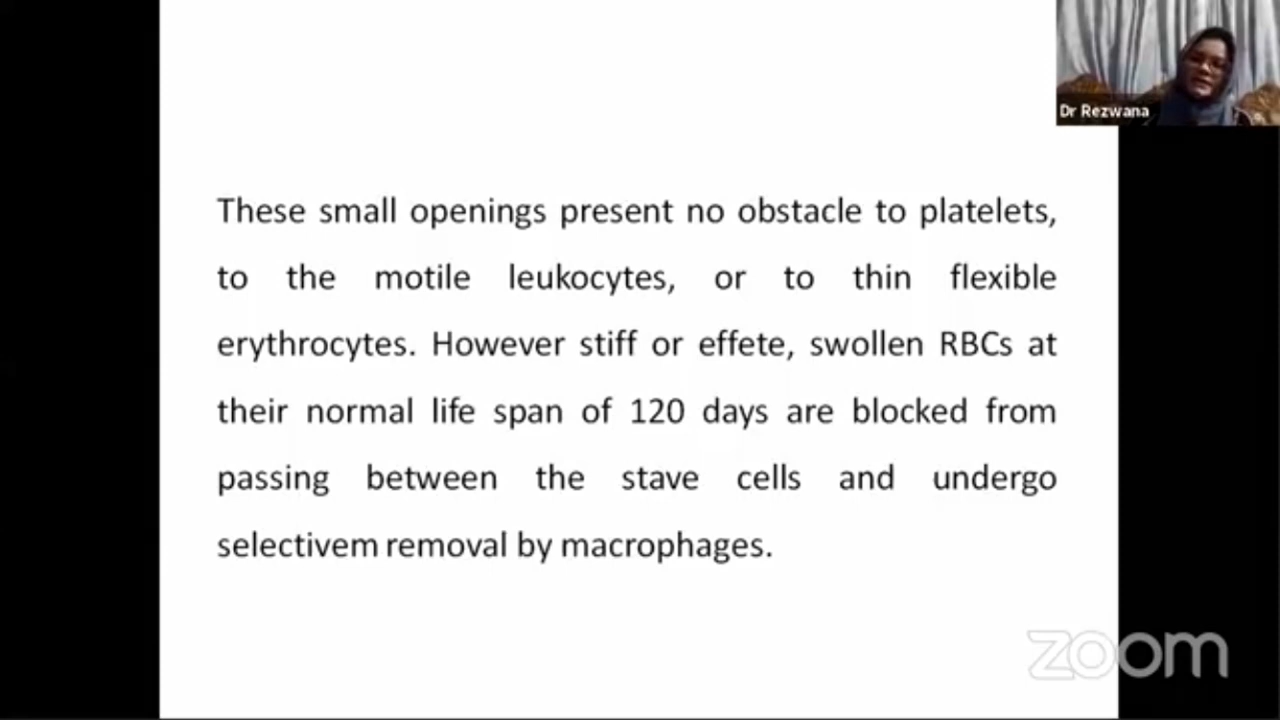 Dr Rezwana
These small openings present no obstacle to platelets,
to the motile leukocytes, or to thin flexible
erythrocytes. However stiff or effete, swollen RBCs at
their normal life span of 120 days are blocked from
passing between the stave cells and undergo
selectivem removal by macrophages.
zoom